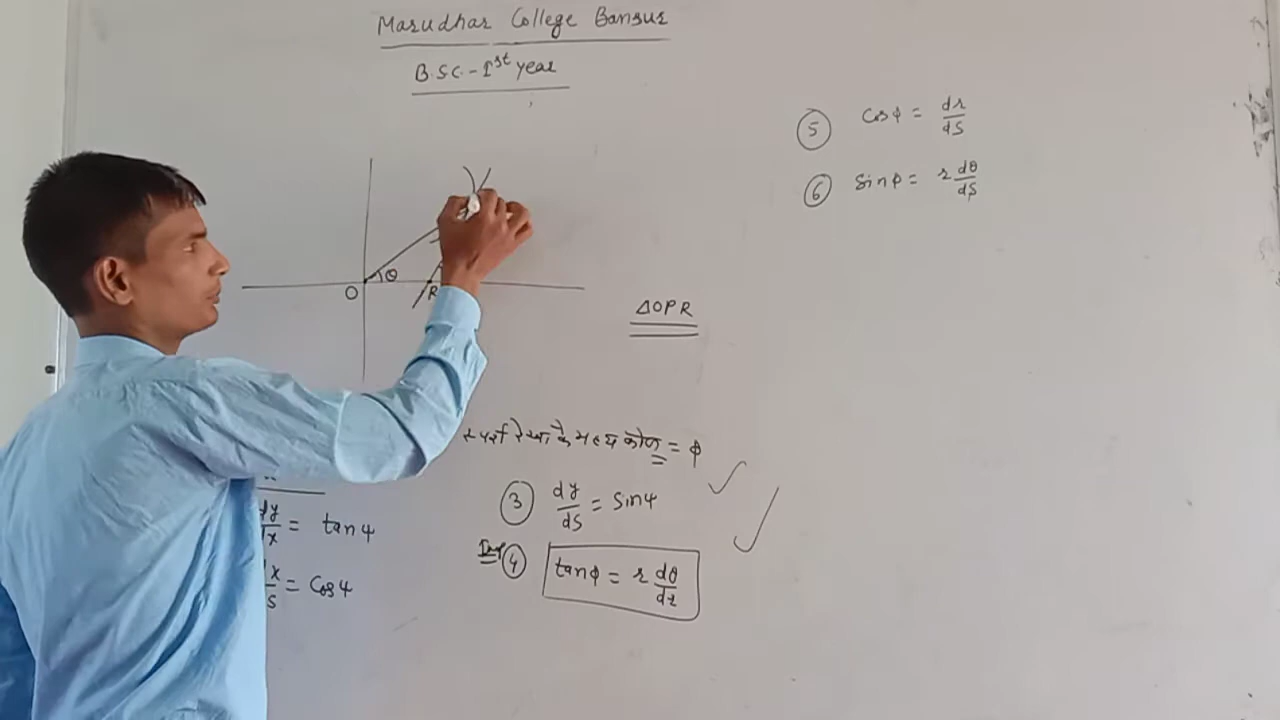 Marudhar College Bansur
B.Sc.-Ist year
5 cosφ = dr/ds
6 sinφ = r dθ/ds
θ
O R
ΔOPR
स्पर्श रेखा के मध्य कोण = φ
3 dy/ds = sinψ
dy/dx = tanψ
Imp 4 tanφ = r dθ/dr
dx/ds = cosψ